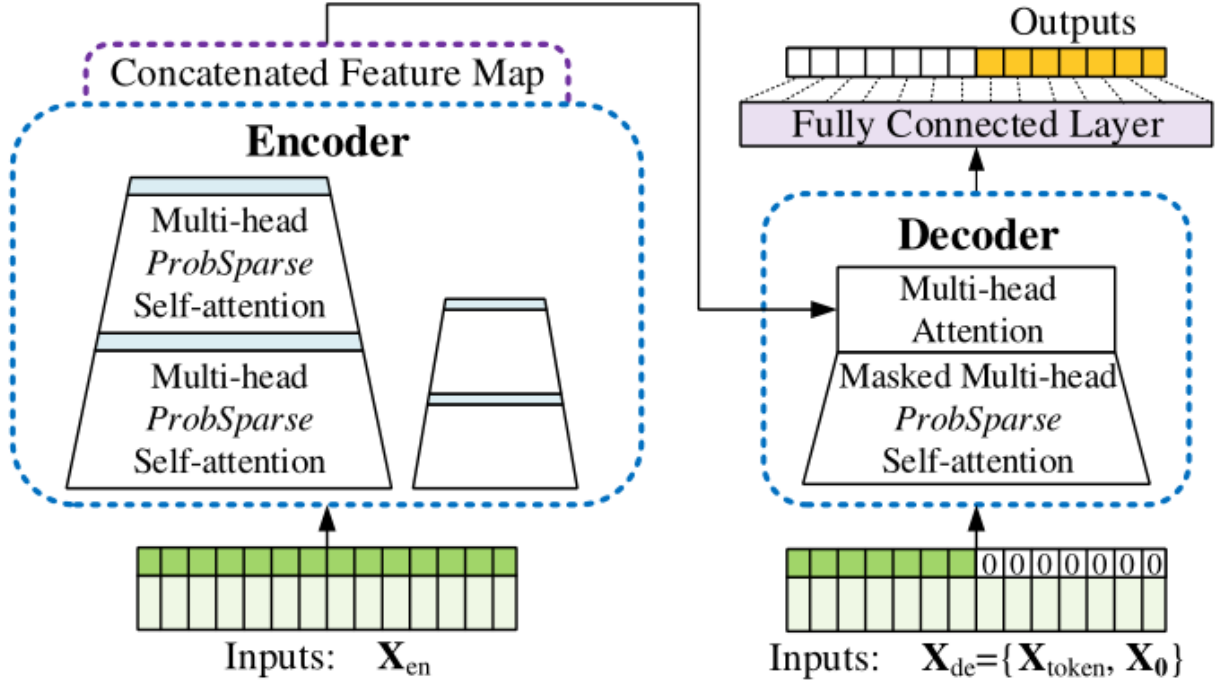 Concatenated Feature Map
Encoder
Multi-head
ProbSparse
Self-attention
Multi-head
ProbSparse
Self-attention
Inputs: Xen
Outputs
Fully Connected Layer
Decoder
Multi-head
Attention
Masked Multi-head
ProbSparse
Self-attention
0 0 0 0 0 0 0
Inputs: Xde={Xtoken, X0}